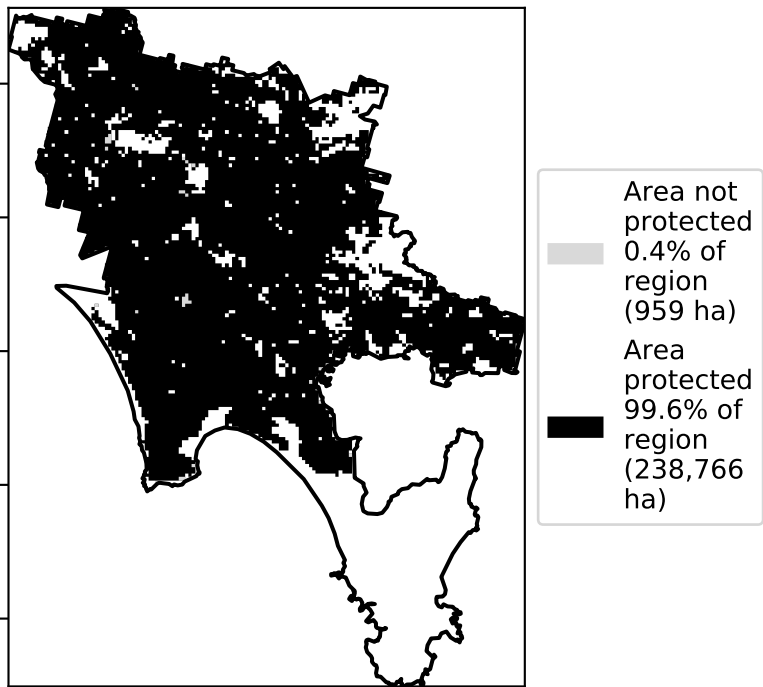 Area not
protected
0.4% of
region
(959 ha)
Area
protected
99.6% of
region
(238,766
ha)